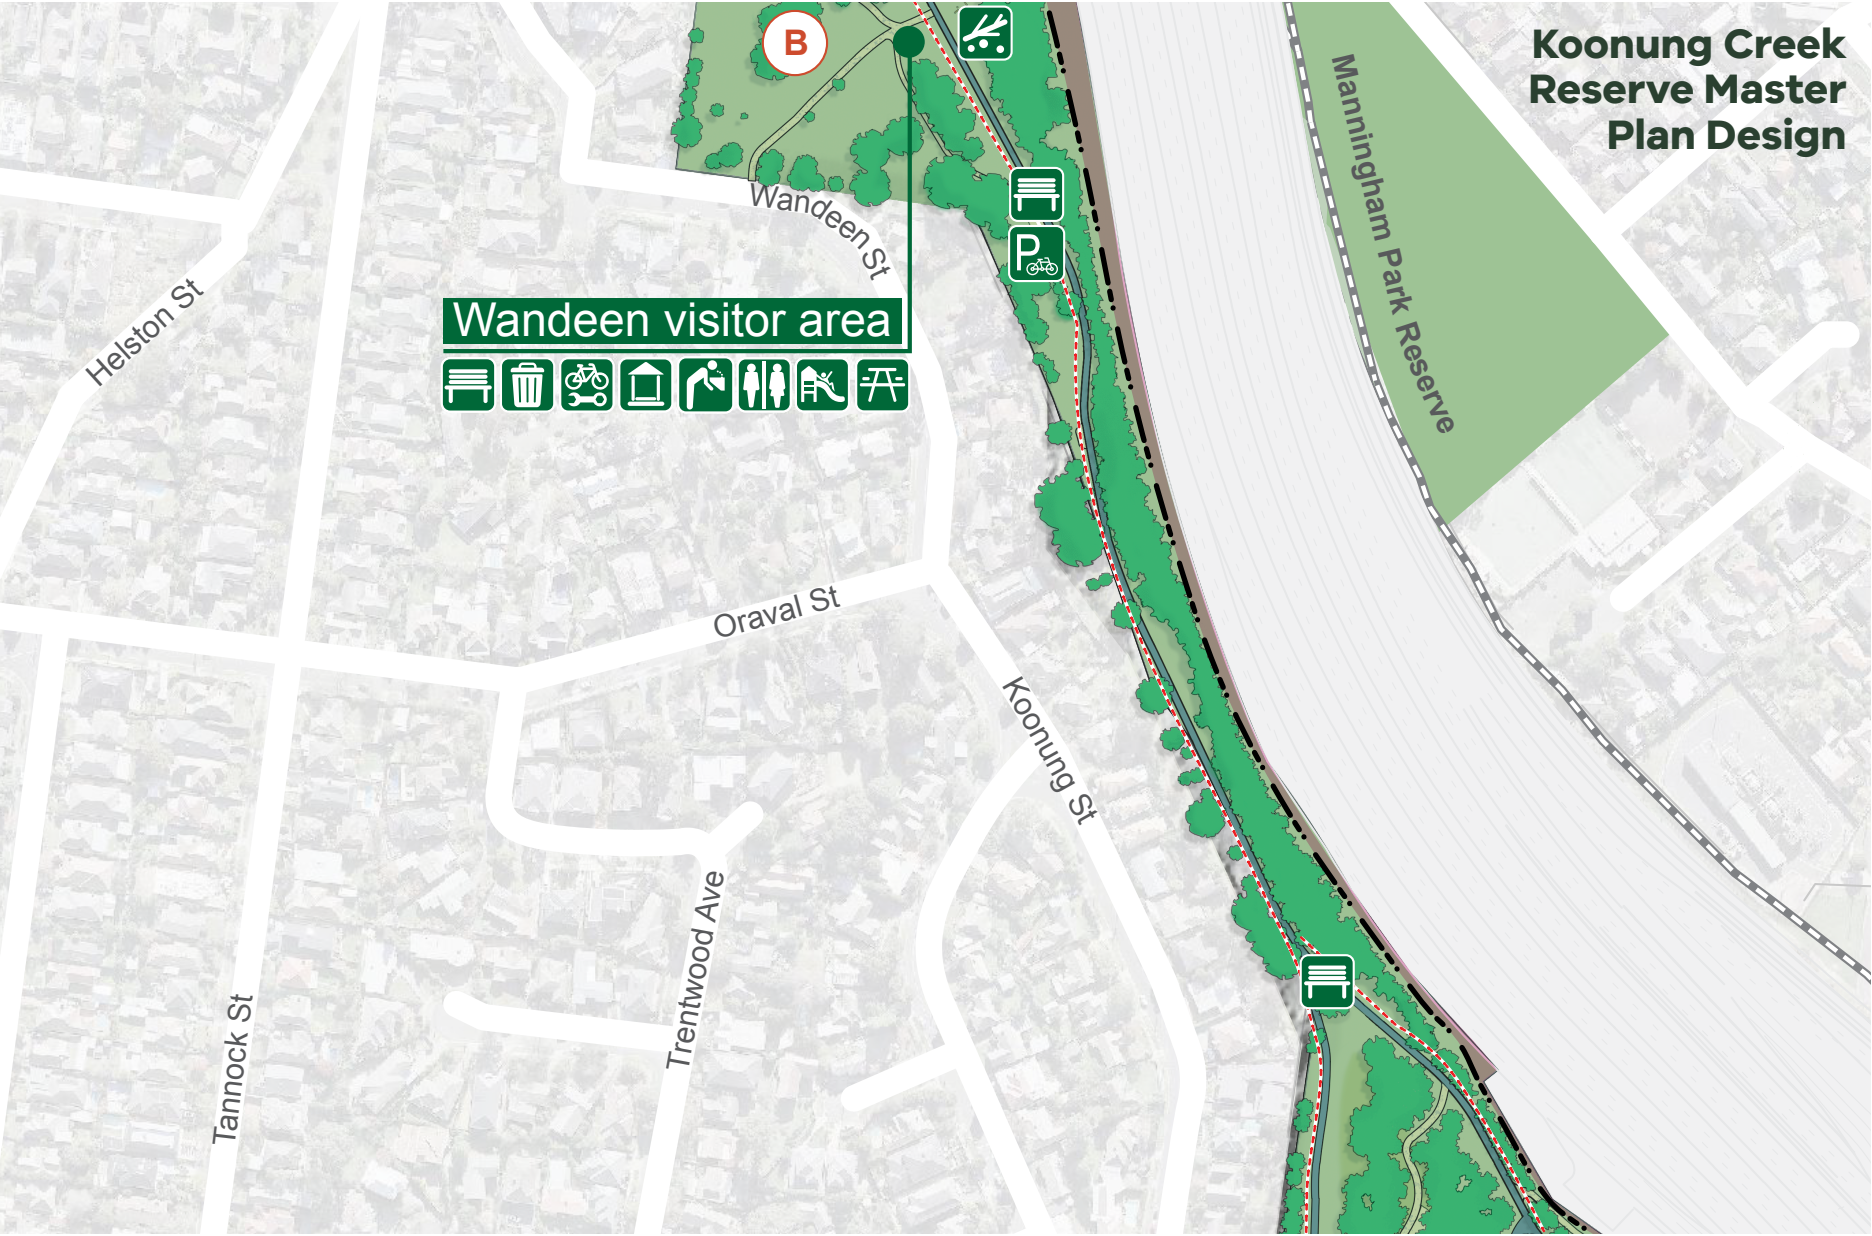 Koonung Creek
Reserve Master
Plan Design
B
Manningham Park Reserve
P
Wandeen St
Wandeen visitor area
Helston St
Oraval St
Koonung St
Trentwood Ave
Tannock St